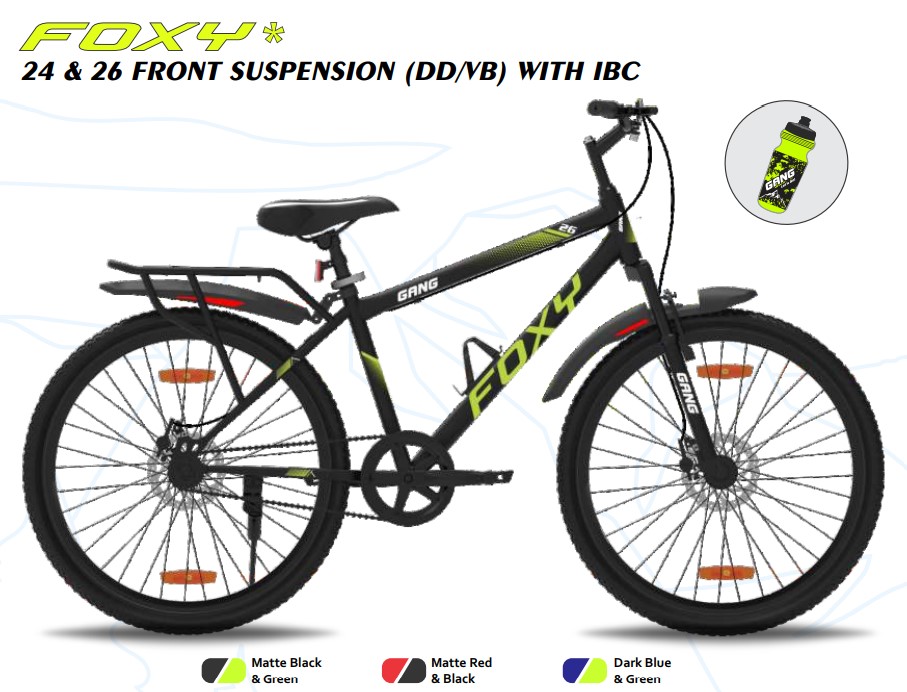 FOXY*
24 & 26 FRONT SUSPENSION (DD/VB) WITH IBC
GANG
26
GANG
FOXY
GANG
Matte Black
& Green
Matte Red
& Black
Dark Blue
& Green